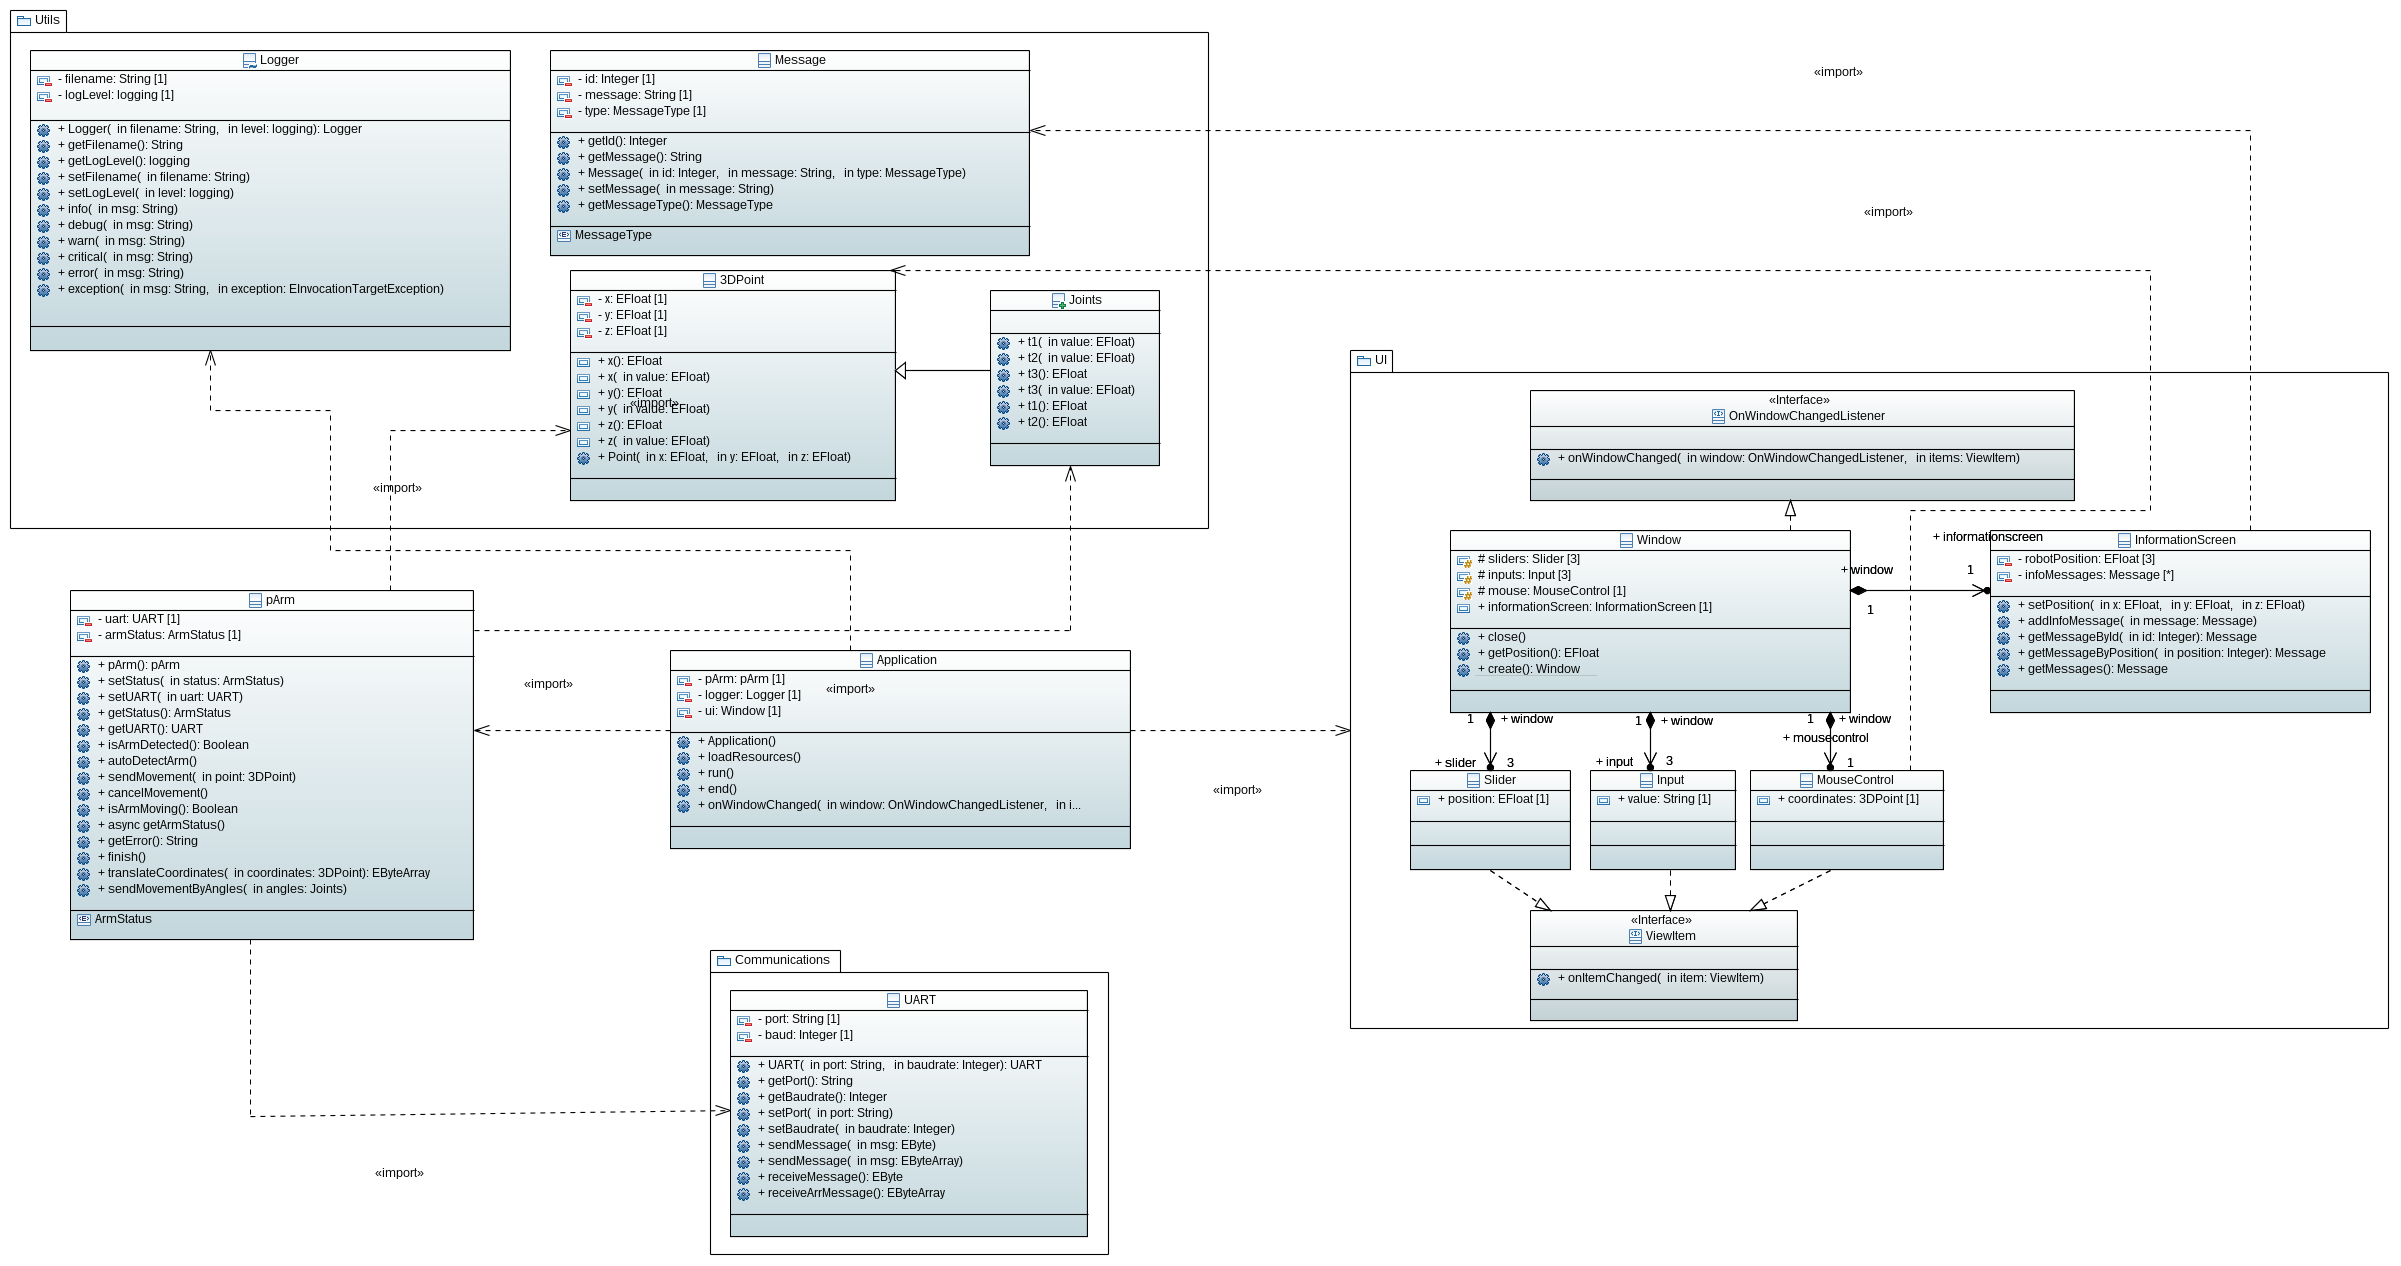 Utils
Logger
- filename: String [1]
- logLevel: logging [1]
+ Logger( in filename: String, in level: logging): Logger
+ getFilename(): String
+ getLogLevel(): logging
+ setFilename( in filename: String)
+ setLogLevel( in level: logging)
+ info( in msg: String)
+ debug( in msg: String)
+ warn( in msg: String)
+ critical( in msg: String)
+ error( in msg: String)
+ exception( in msg: String, in exception: EInvocationTargetException)
Message
- id: Integer [1]
- message: String [1]
- type: MessageType [1]
+ getId(): Integer
+ getMessage(): String
+ Message( in id: Integer, in message: String, in type: MessageType)
+ setMessage( in message: String)
+ getMessageType(): MessageType
MessageType
3DPoint
- x: EFloat [1]
- y: EFloat [1]
- z: EFloat [1]
+ x(): EFloat
+ x( in value: EFloat)
+ y(): EFloat
«import»
+ y( in value: EFloat)
+ z(): EFloat
+ z( in value: EFloat)
+ Point( in x: EFloat, in y: EFloat, in z: EFloat)
Joints
+ t1( in value: EFloat)
+ t2( in value: EFloat)
+ t3(): EFloat
+ t3( in value: EFloat)
+ t1(): EFloat
+ t2(): EFloat
«import»
«import»
«import»
pArm
- uart: UART [1]
- armStatus: ArmStatus [1]
+ pArm(): pArm
+ setStatus( in status: ArmStatus)
+ setUART( in uart: UART)
+ getStatus(): ArmStatus
+ getUART(): UART
+ isArmDetected(): Boolean
+ autoDetectArm()
+ sendMovement( in point: 3DPoint)
+ cancelMovement()
+ isArmMoving(): Boolean
+ async getArmStatus()
+ getError(): String
+ finish()
+ translateCoordinates( in coordinates: 3DPoint): EByteArray
+ sendMovementByAngles( in angles: Joints)
ArmStatus
«import»
Application
- pArm: pArm [1]
- logger: Logger [1]
- ui: Window [1]
«import»
+ Application()
+ loadResources()
+ run()
+ end()
+ onWindowChanged( in window: OnWindowChangedListener, in i...
«import»
«import»
Communications
UART
- port: String [1]
- baud: Integer [1]
+ UART( in port: String, in baudrate: Integer): UART
+ getPort(): String
+ getBaudrate(): Integer
+ setPort( in port: String)
+ setBaudrate( in baudrate: Integer)
+ sendMessage( in msg: EByte)
+ sendMessage( in msg: EByteArray)
+ receiveMessage(): EByte
+ receiveArrMessage(): EByteArray
UI
«Interface»
OnWindowChangedListener
+ onWindowChanged( in window: OnWindowChangedListener, in items: ViewItem)
Window
# sliders: Slider [3]
# inputs: Input [3]
# mouse: MouseControl [1]
+ informationScreen: InformationScreen [1]
+ close()
+ getPosition(): EFloat
+ create(): Window
+ informationscreen
+ window
1
1
InformationScreen
- robotPosition: EFloat [3]
- infoMessages: Message [*]
+ setPosition( in x: EFloat, in y: EFloat, in z: EFloat)
+ addInfoMessage( in message: Message)
+ getMessageById( in id: Integer): Message
+ getMessageByPosition( in position: Integer): Message
+ getMessages(): Message
1
+ window
1
+ window
1
+ window
+ mousecontrol
+ slider
3
+ input
3
1
Slider
+ position: EFloat [1]
Input
+ value: String [1]
MouseControl
+ coordinates: 3DPoint [1]
«Interface»
ViewItem
+ onItemChanged( in item: ViewItem)